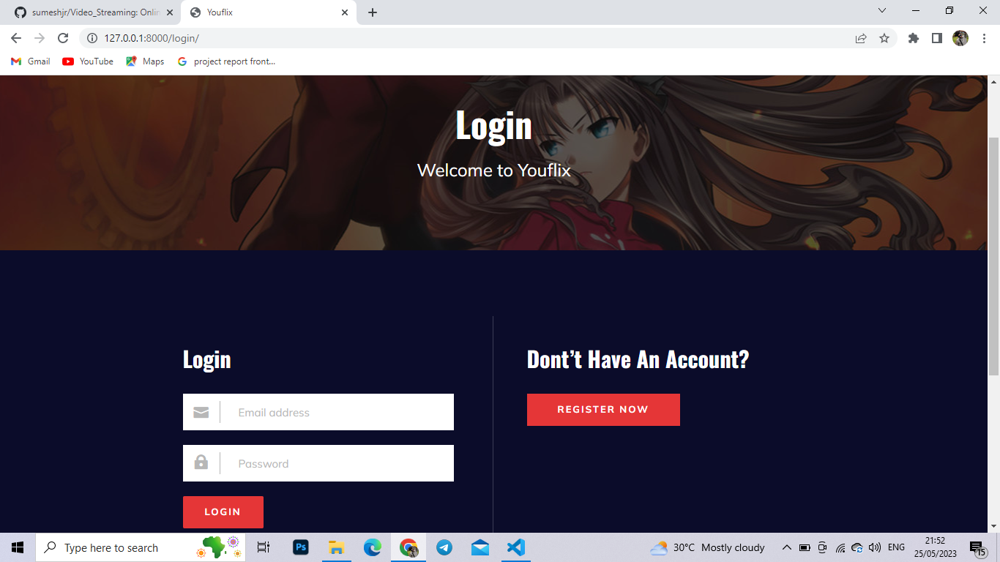 sumeshjr/Video_Streaming: Onlin
Youflix
127.0.0.1:8000/login/
Gmail
YouTube
Maps
project report front...
Login
Welcome to Youflix
Login
Dont’t Have An Account?
Email address
REGISTER NOW
Password
LOGIN
Type here to search
Ps
30°C Mostly cloudy
ENG
21:52
25/05/2023
15